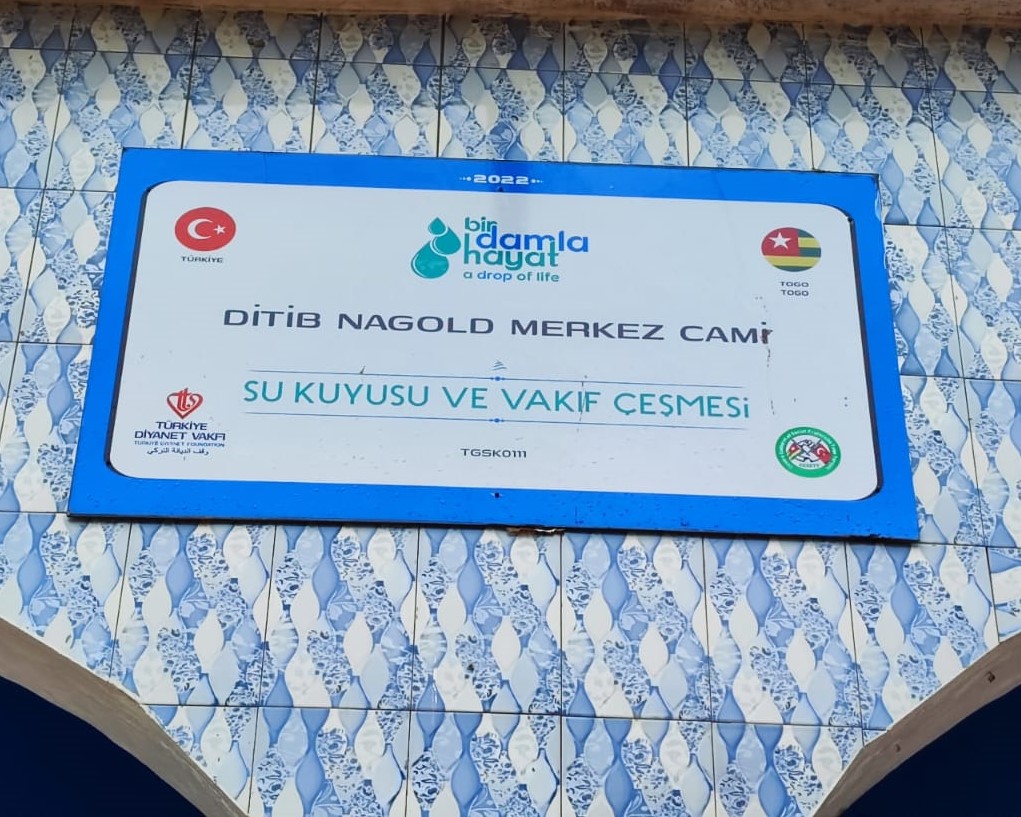 2022
TÜRKİYE
bir
damla
hayat
a drop of life
TOGO
TOGO
DİTİB NAGOLD MERKEZ CAMİ
SU KUYUSU VE VAKIF ÇEŞMESİ
TÜRKİYE
DİYANET VAKFI
TÜRKİYE DİYANET FOUNDATION
وقف الديانة التركي
TGSK0111